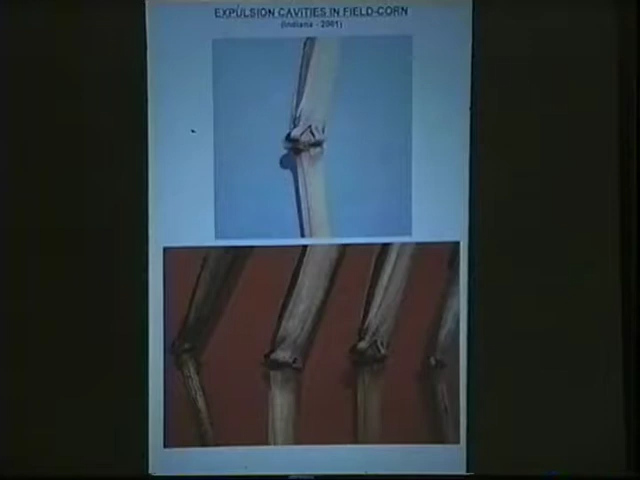 EXPULSION CAVITIES IN FIELD-CORN
(Indiana - 2001)